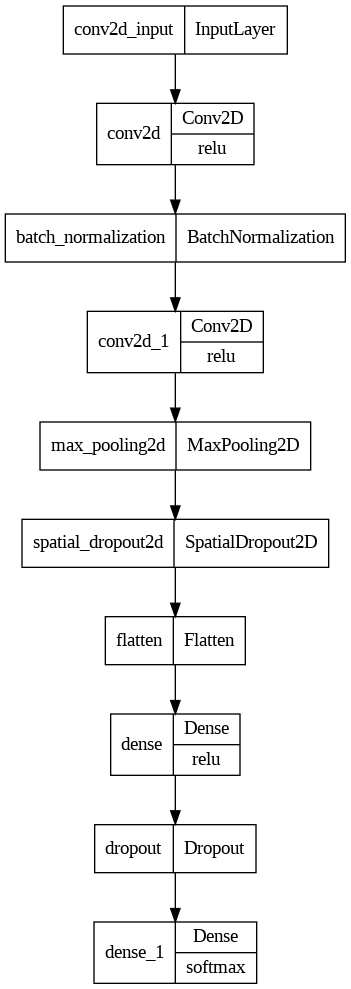 conv2d_input InputLayer
conv2d Conv2D
relu
batch_normalization BatchNormalization
conv2d_1 Conv2D
relu
max_pooling2d MaxPooling2D
spatial_dropout2d SpatialDropout2D
flatten Flatten
dense Dense
relu
dropout Dropout
dense_1 Dense
softmax